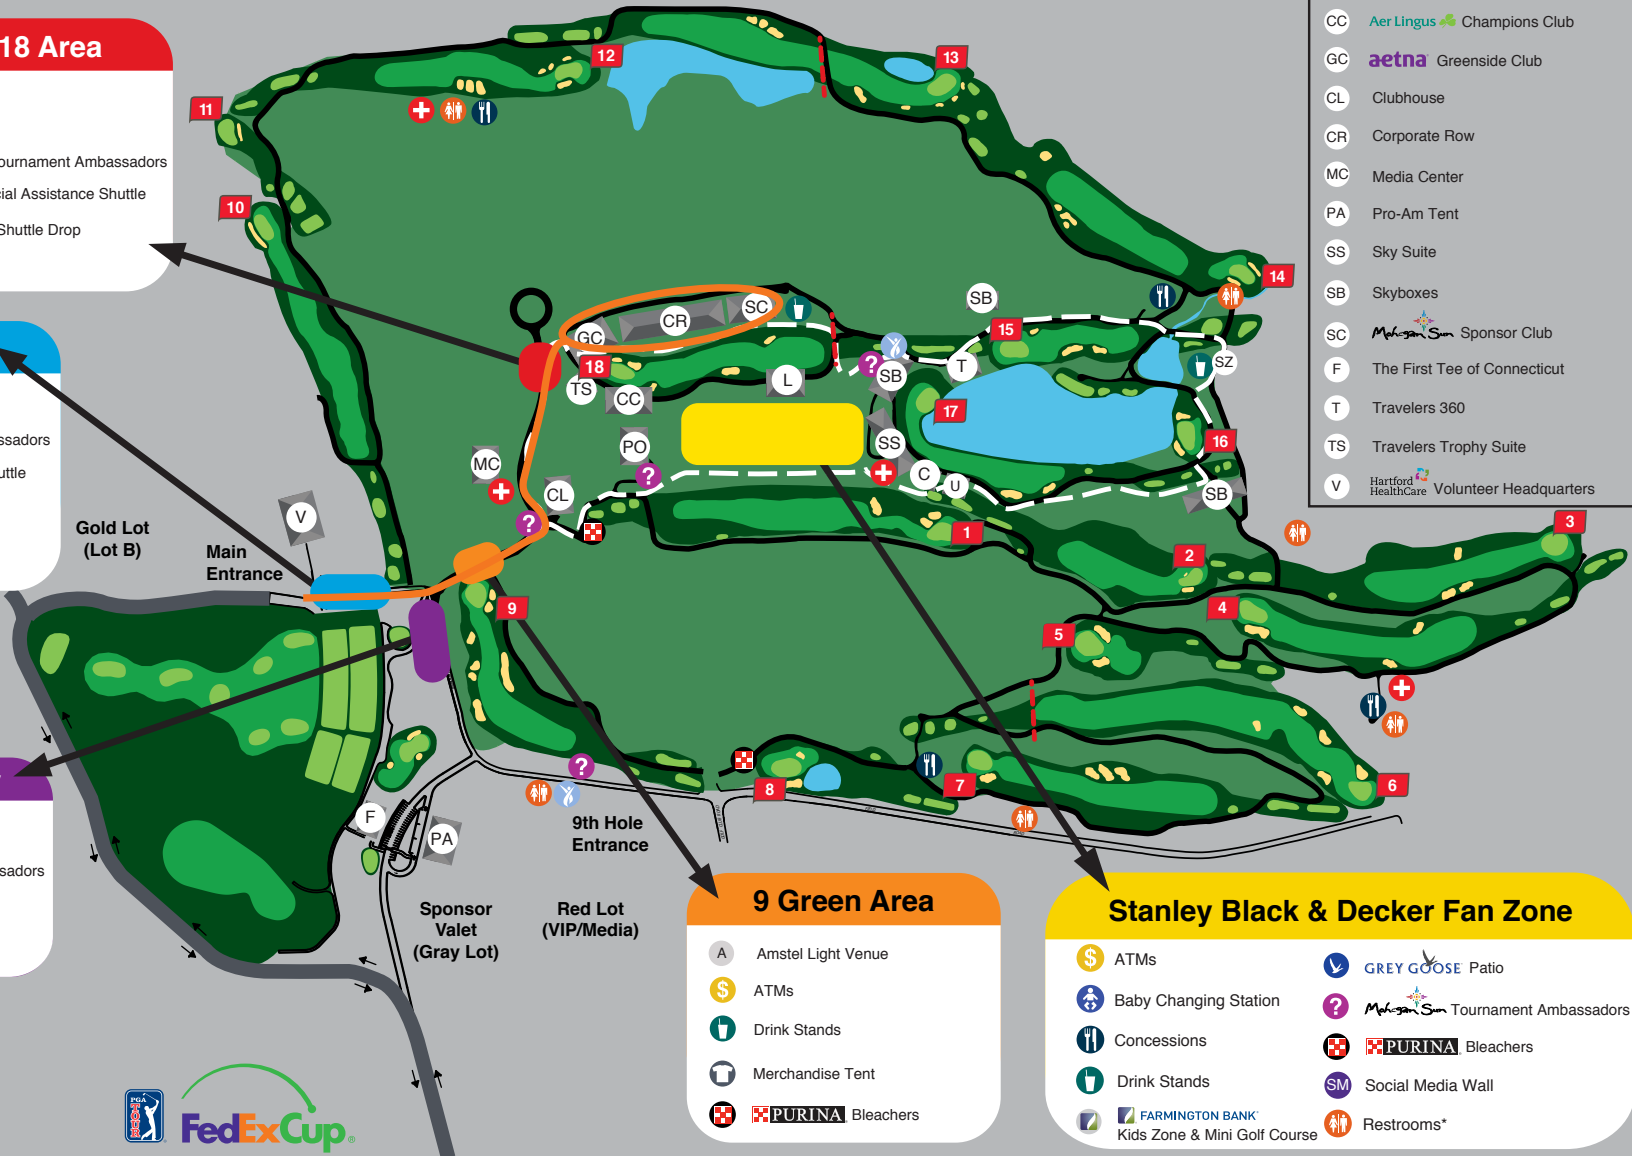 18 Area
ournament Ambassadors
cial Assistance Shuttle
Shuttle Drop
ssadors
uttle
sadors
CC Aer Lingus Champions Club
GC aetna Greenside Club
CL Clubhouse
CR Corporate Row
MC Media Center
PA Pro-Am Tent
SS Sky Suite
SB Skyboxes
SC Mohegan Sun Sponsor Club
F The First Tee of Connecticut
T Travelers 360
TS Travelers Trophy Suite
V Hartford HealthCare Volunteer Headquarters
12
13
11
10
14
SB
SC
CR
GC
15
18
TS
CC
L
SB
T
SZ
17
16
PO
SS
MC
C
U
SB
CL
?
?
?
V
Gold Lot
(Lot B)
Main
Entrance
1
2
3
4
5
9
?
8
7
6
F
PA
9th Hole
Entrance
Sponsor
Valet
(Gray Lot)
Red Lot
(VIP/Media)
9 Green Area
A Amstel Light Venue
$ ATMs
Drink Stands
Merchandise Tent
PURINA Bleachers
Stanley Black & Decker Fan Zone
$ ATMs
Baby Changing Station
Concessions
Drink Stands
FARMINGTON BANK
Kids Zone & Mini Golf Course
GREY GOOSE Patio
? Mohegan Sun Tournament Ambassadors
PURINA Bleachers
SM Social Media Wall
Restrooms*
PGA
TOUR
FedExCup®